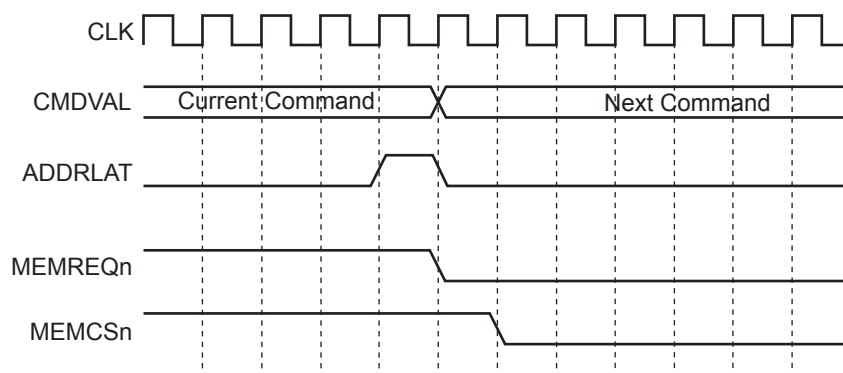 CLK
CMDVAL Current Command Next Command
ADDRLAT
MEMREQn
MEMCSn